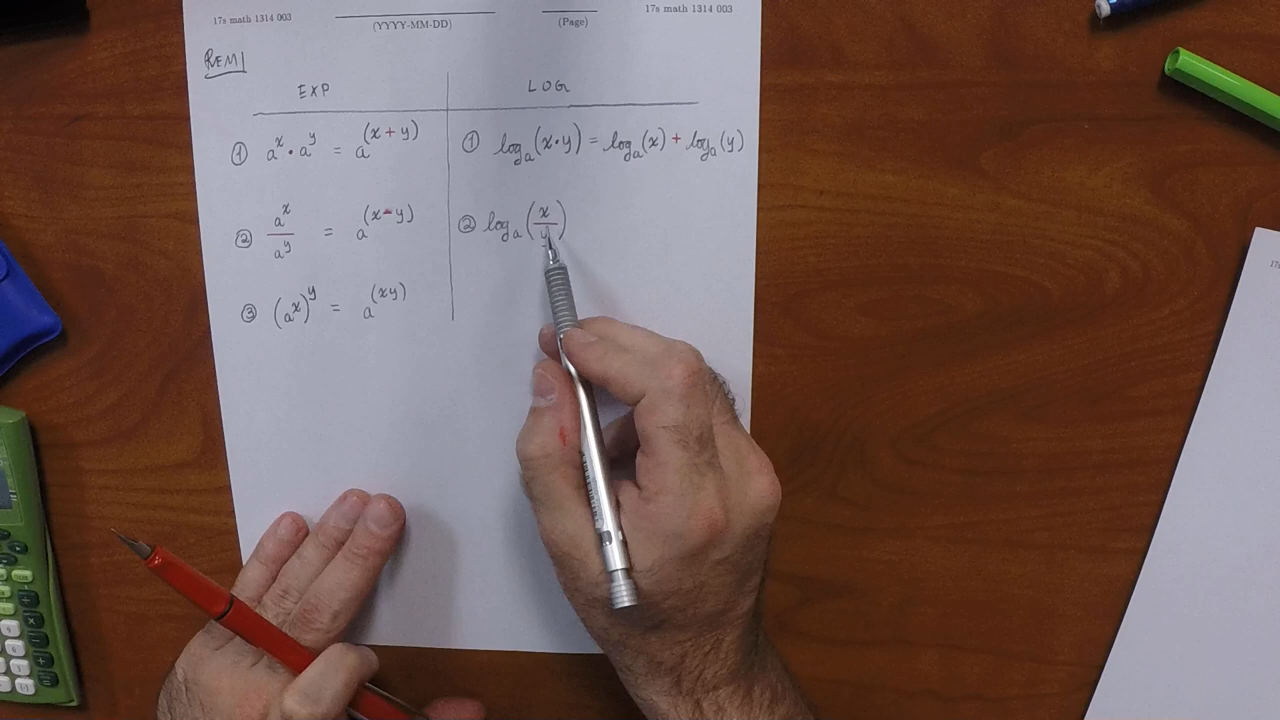 17s math 1314 003
(YYYY-MM-DD)
(Page)
17s math 1314 003
REM
EXP
LOG
① a^x · a^y = a^(x + y)
① log_a(x·y) = log_a(x) + log_a(y)
② a^x / a^y = a^(x - y)
② log_a(x/y)
③ (a^x)^y = a^(xy)